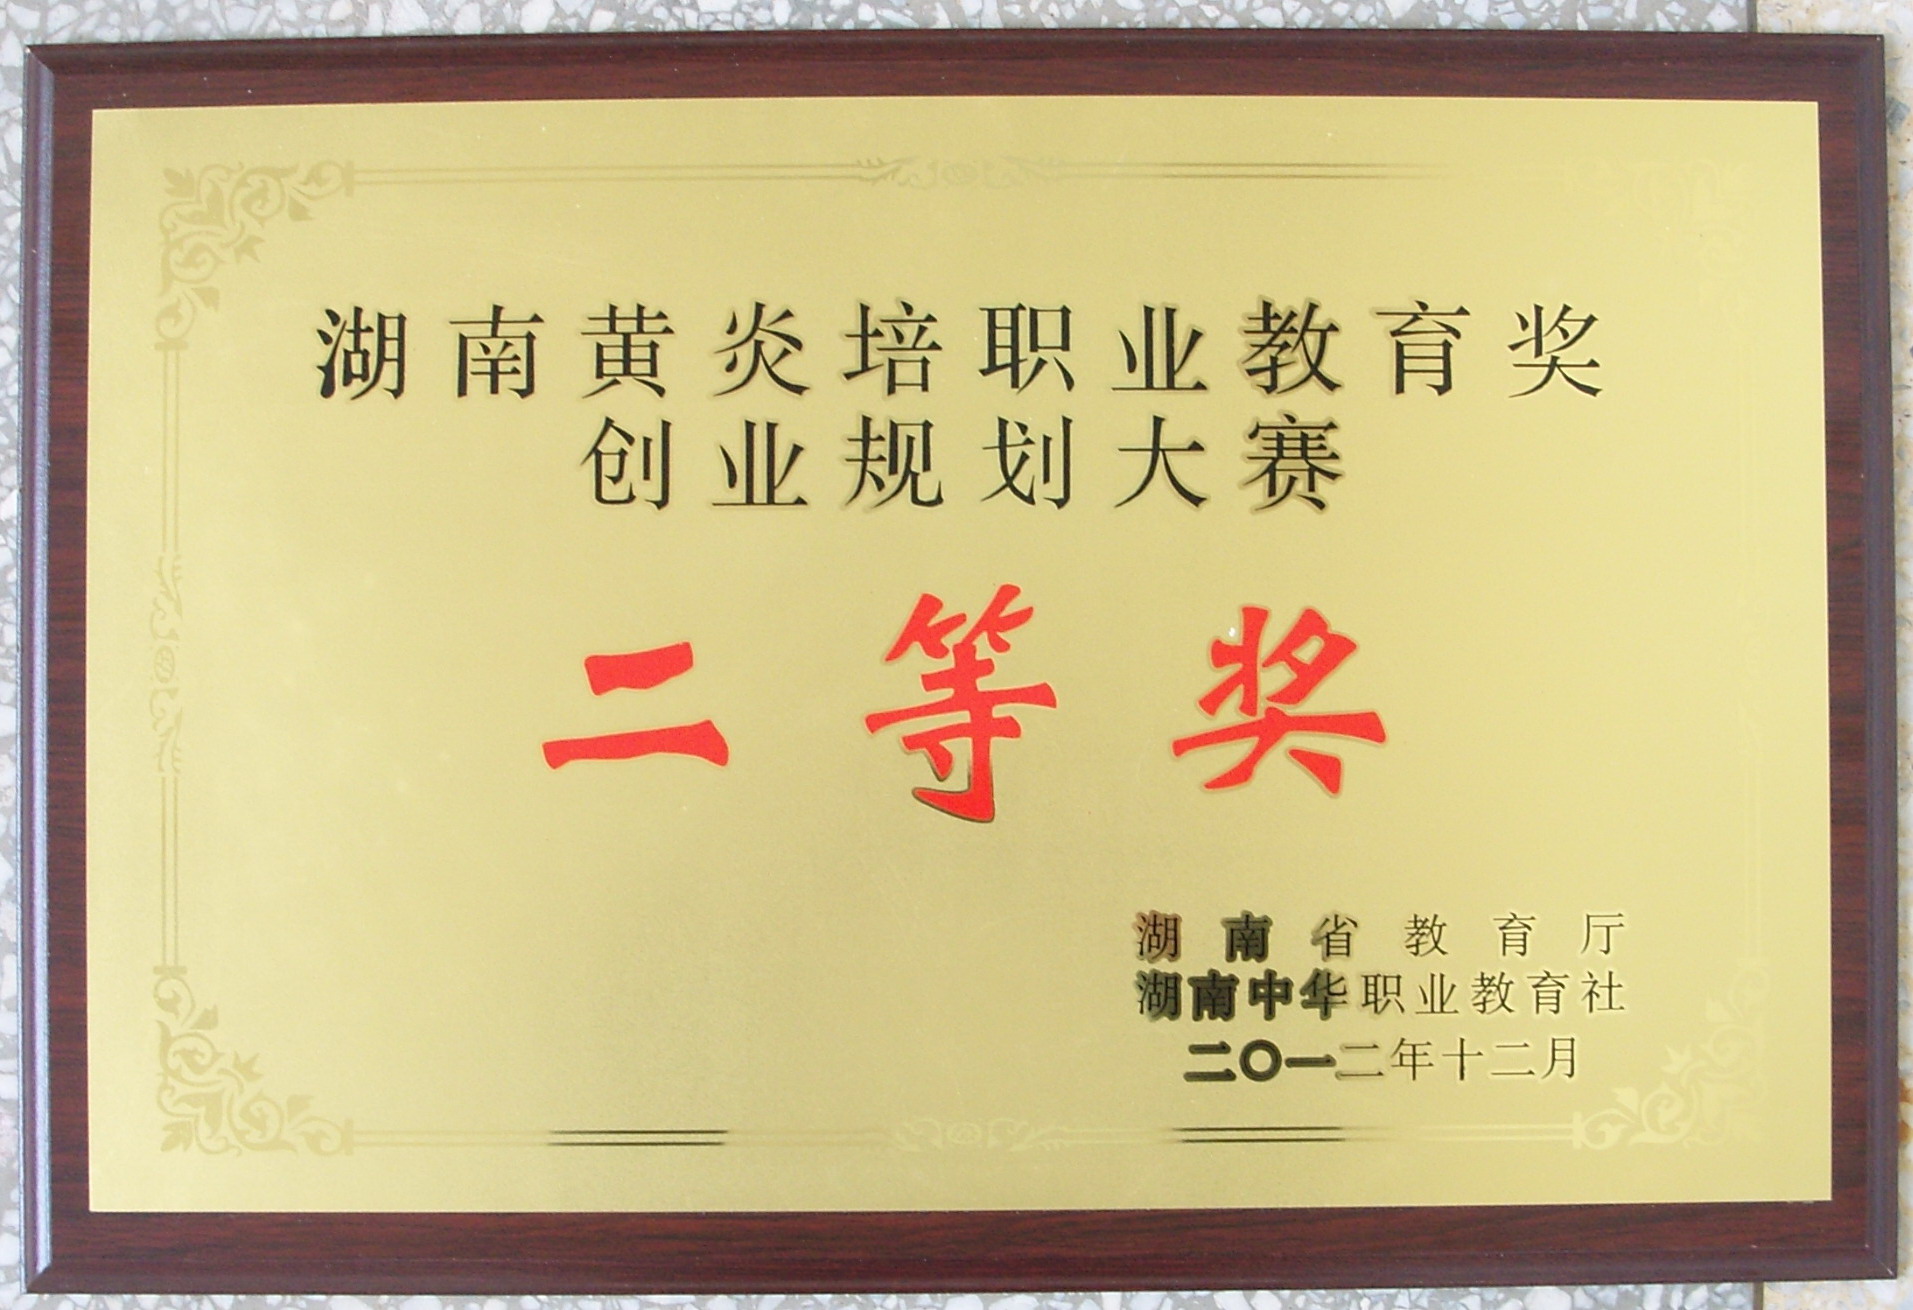 湖南黄炎培职业教育奖
创业规划大赛
二等奖
湖南省教育厅
湖南中华职业教育社
二〇一二年十二月